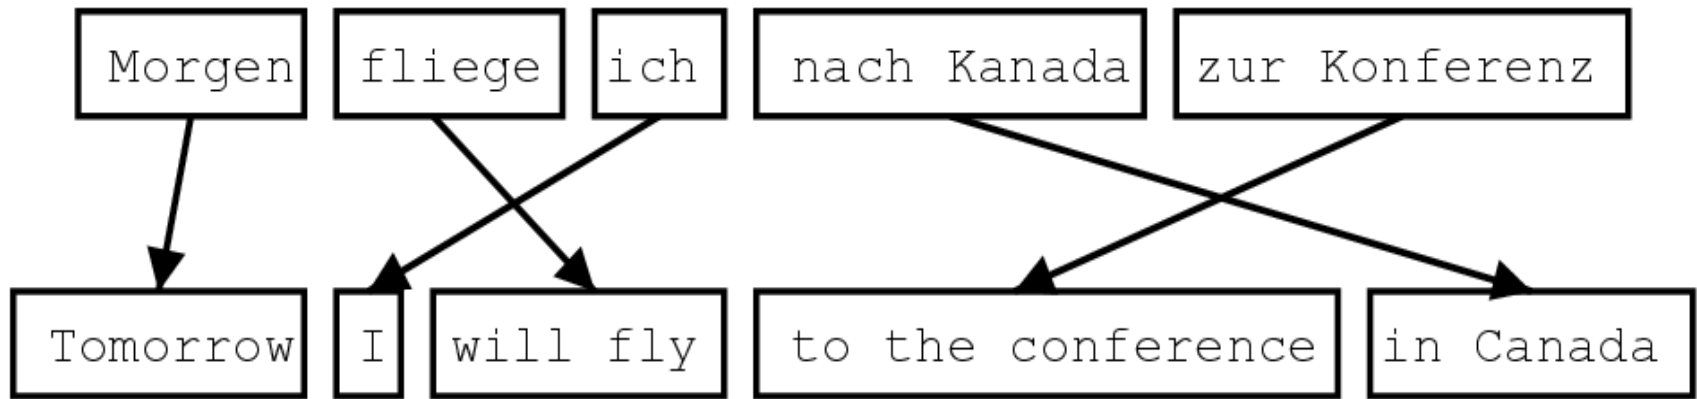 Morgen fliege ich nach Kanada zur Konferenz
Tomorrow I will fly to the conference in Canada